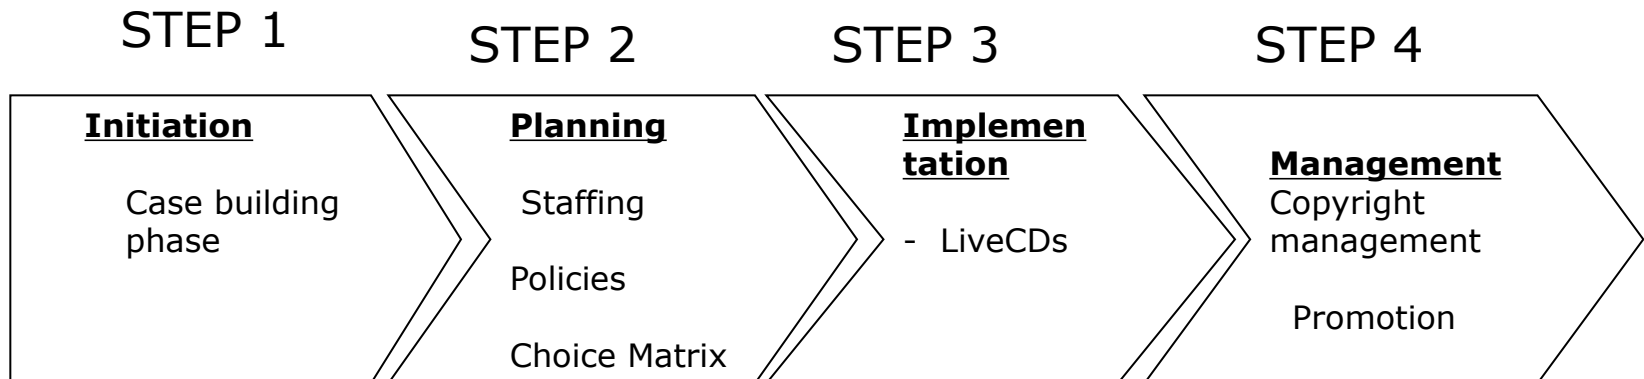 STEP 1
STEP 2
STEP 3
STEP 4
Initiation
Case building
phase
Planning
Staffing
Policies
Choice Matrix
Implemen
tation
- LiveCDs
Management
Copyright
management
Promotion